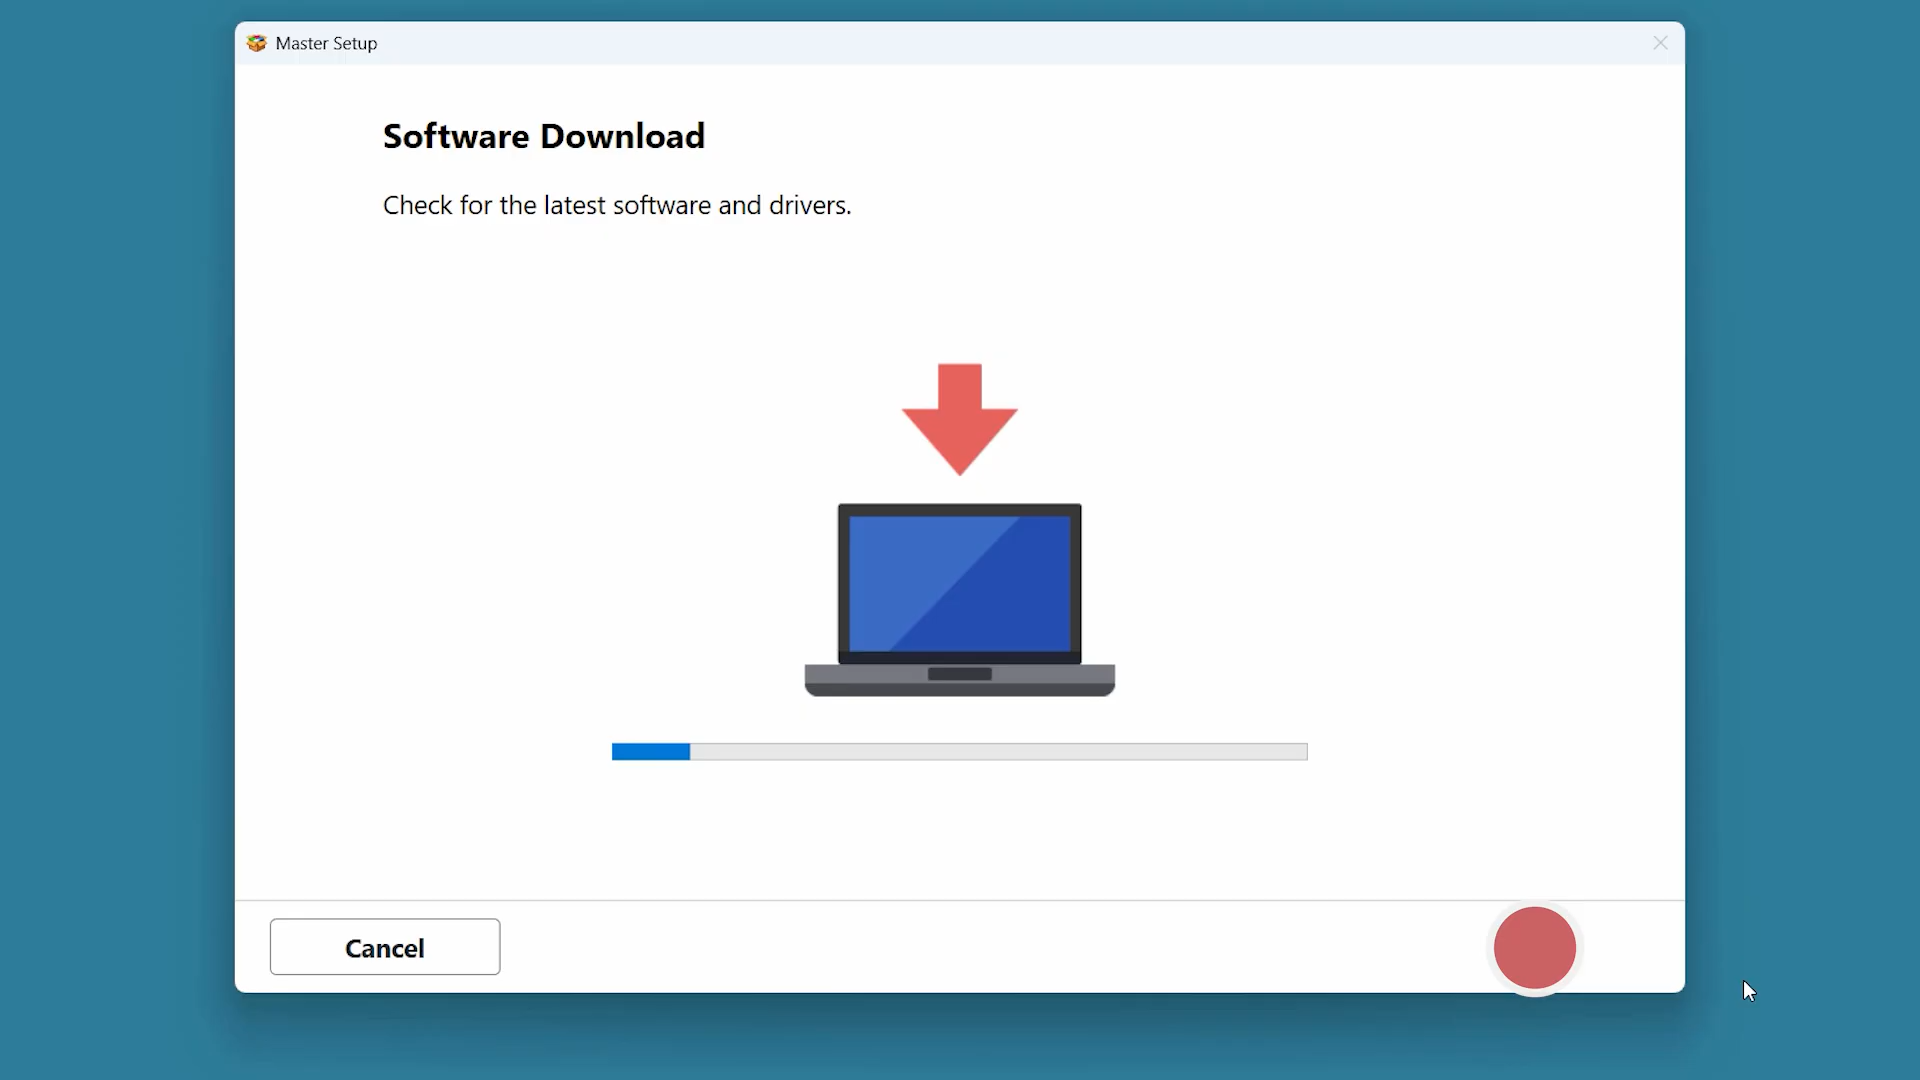 Master Setup
Software Download
Check for the latest software and drivers.
Cancel